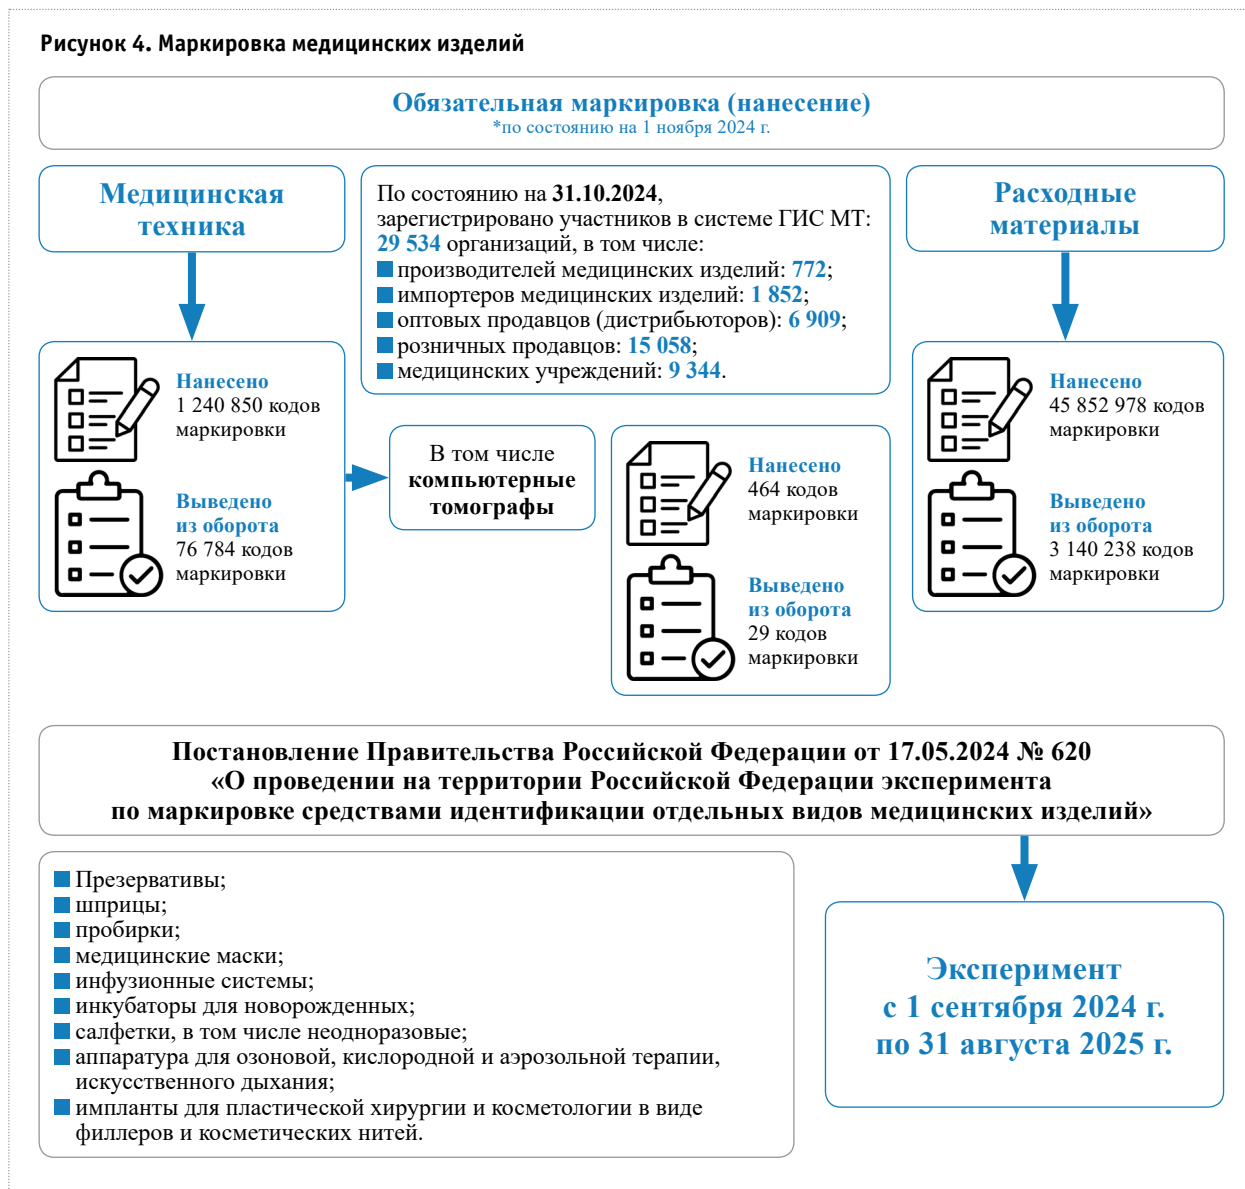 Рисунок 4. Маркировка медицинских изделий
Обязательная маркировка (нанесение)
*по состоянию на 1 ноября 2024 г.
Медицинская
техника
По состоянию на 31.10.2024,
зарегистрировано участников в системе ГИС МТ:
29 534 организаций, в том числе:
производителей медицинских изделий: 772;
импортеров медицинских изделий: 1 852;
оптовых продавцов (дистрибьюторов): 6 909;
розничных продавцов: 15 058;
медицинских учреждений: 9 344.
Расходные
материалы
Нанесено
1 240 850 кодов
маркировки
Выведено
из оборота
76 784 кодов
маркировки
В том числе
компьютерные
томографы
Нанесено
464 кодов
маркировки
Выведено
из оборота
29 кодов
маркировки
Нанесено
45 852 978 кодов
маркировки
Выведено
из оборота
3 140 238 кодов
маркировки
Постановление Правительства Российской Федерации от 17.05.2024 № 620
«О проведении на территории Российской Федерации эксперимента
по маркировке средствами идентификации отдельных видов медицинских изделий»
Презервативы;
шприцы;
пробирки;
медицинские маски;
инфузионные системы;
инкубаторы для новорожденных;
салфетки, в том числе неодноразовые;
аппаратура для озоновой, кислородной и аэрозольной терапии,
искусственного дыхания;
импланты для пластической хирургии и косметологии в виде
филлеров и косметических нитей.
Эксперимент
с 1 сентября 2024 г.
по 31 августа 2025 г.